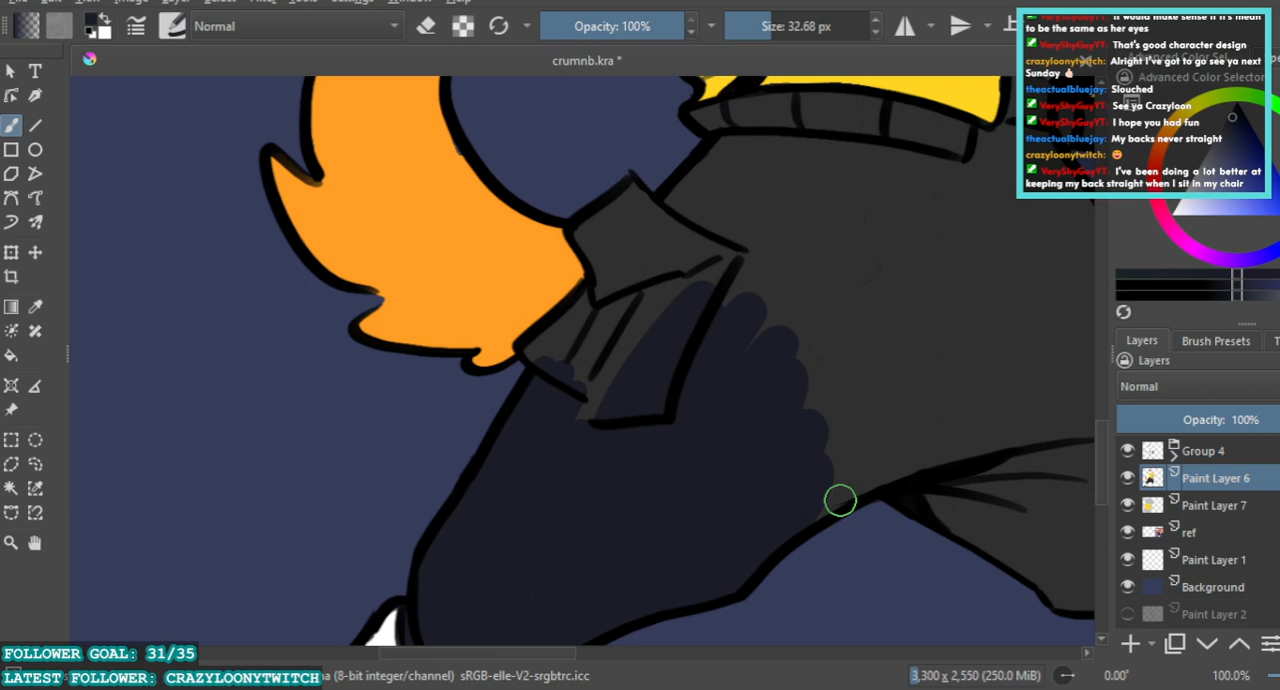 Normal
Opacity: 100%
Size: 32.68 px
crumnb.kra *
to be the same as her eyes
VeryShyGuyYT: That's good character design
crazyloonytwitch: Alright I've got to go see ya next
Sunday 👍🏻
theactualbluejay: Slouched
VeryShyGuyYT: See ya Crazyloon
VeryShyGuyYT: I hope you had fun
theactualbluejay: My backs never straight
crazyloonytwitch: 😊
VeryShyGuyYT: I've been doing a lot better at
keeping my back straight when I sit in my chair
Advanced Color Selector
Layers
Brush Presets
T
Layers
Normal
Opacity: 100%
Group 4
Paint Layer 6
Paint Layer 7
ref
Paint Layer 1
Background
Paint Layer 2
FOLLOWER GOAL: 31/35
LATEST FOLLOWER: CRAZYLOONYTWITCH
(8-bit integer/channel) sRGB-elle-V2-srgbtrc.icc
3,300 x 2,550 (250.0 MiB)
0.00°
100.0%